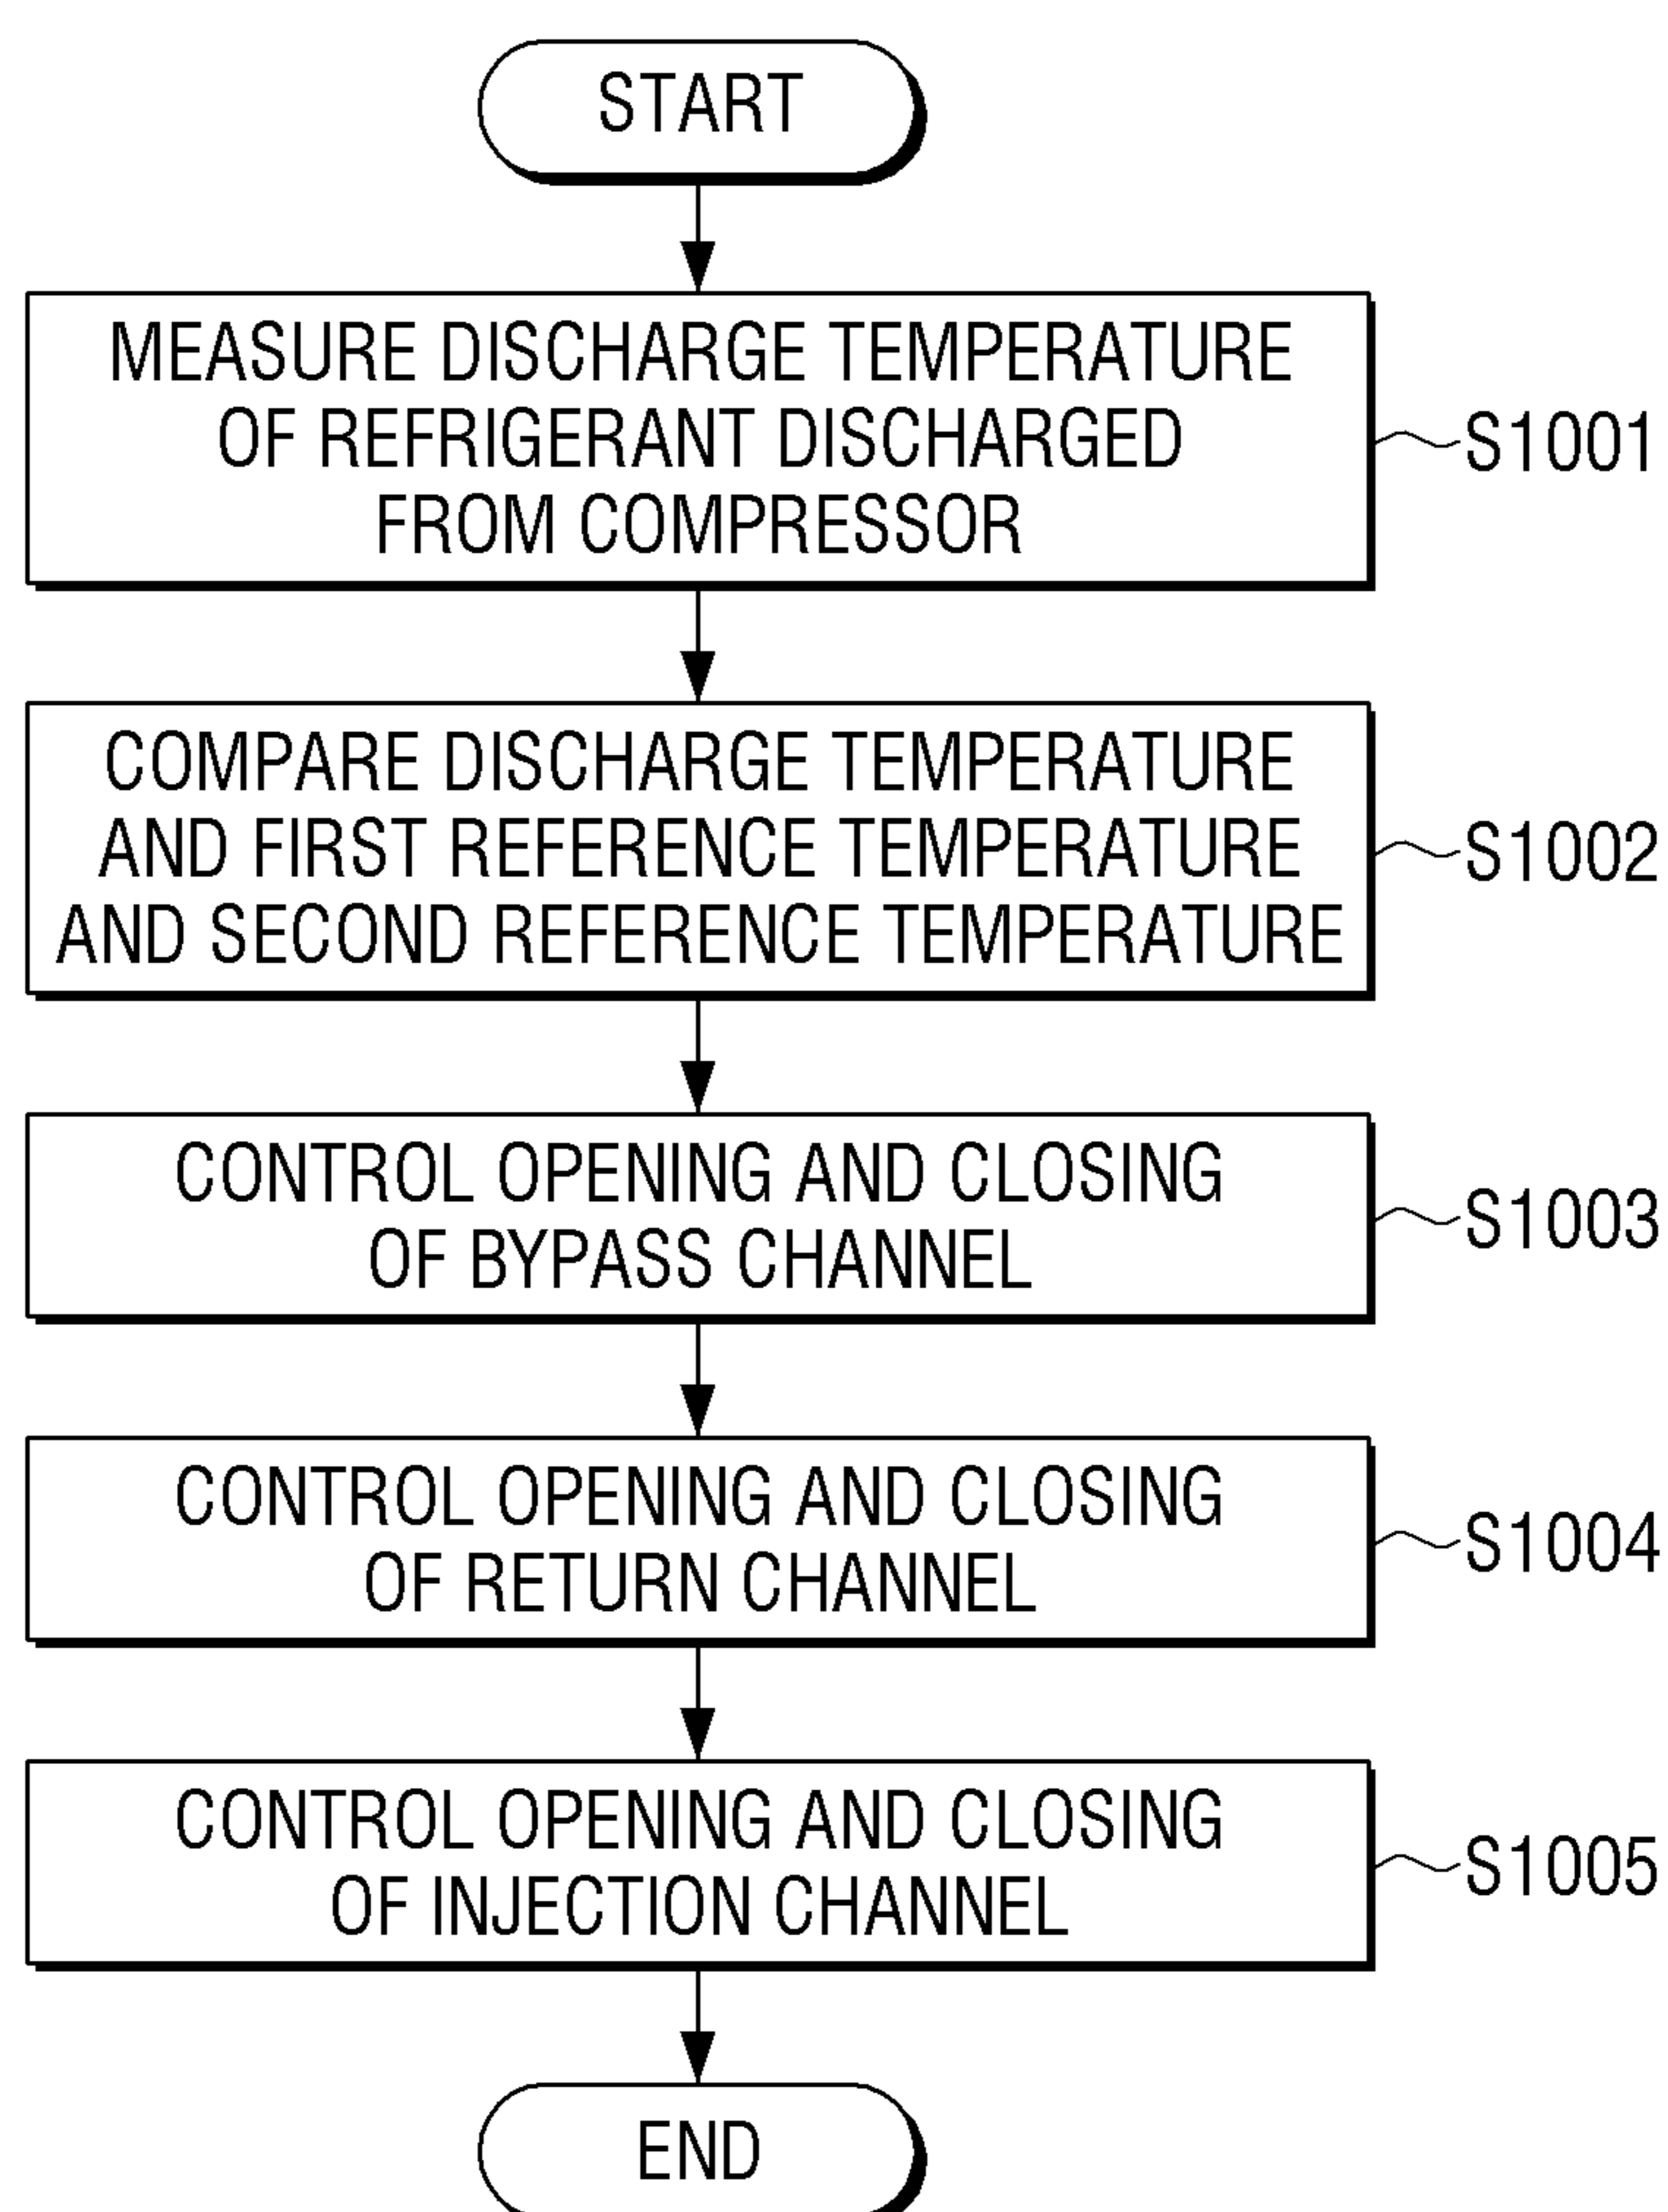 START
MEASURE DISCHARGE TEMPERATURE
OF REFRIGERANT DISCHARGED
FROM COMPRESSOR
S1001
COMPARE DISCHARGE TEMPERATURE
AND FIRST REFERENCE TEMPERATURE
AND SECOND REFERENCE TEMPERATURE
S1002
CONTROL OPENING AND CLOSING
OF BYPASS CHANNEL
S1003
CONTROL OPENING AND CLOSING
OF RETURN CHANNEL
S1004
CONTROL OPENING AND CLOSING
OF INJECTION CHANNEL
S1005
END